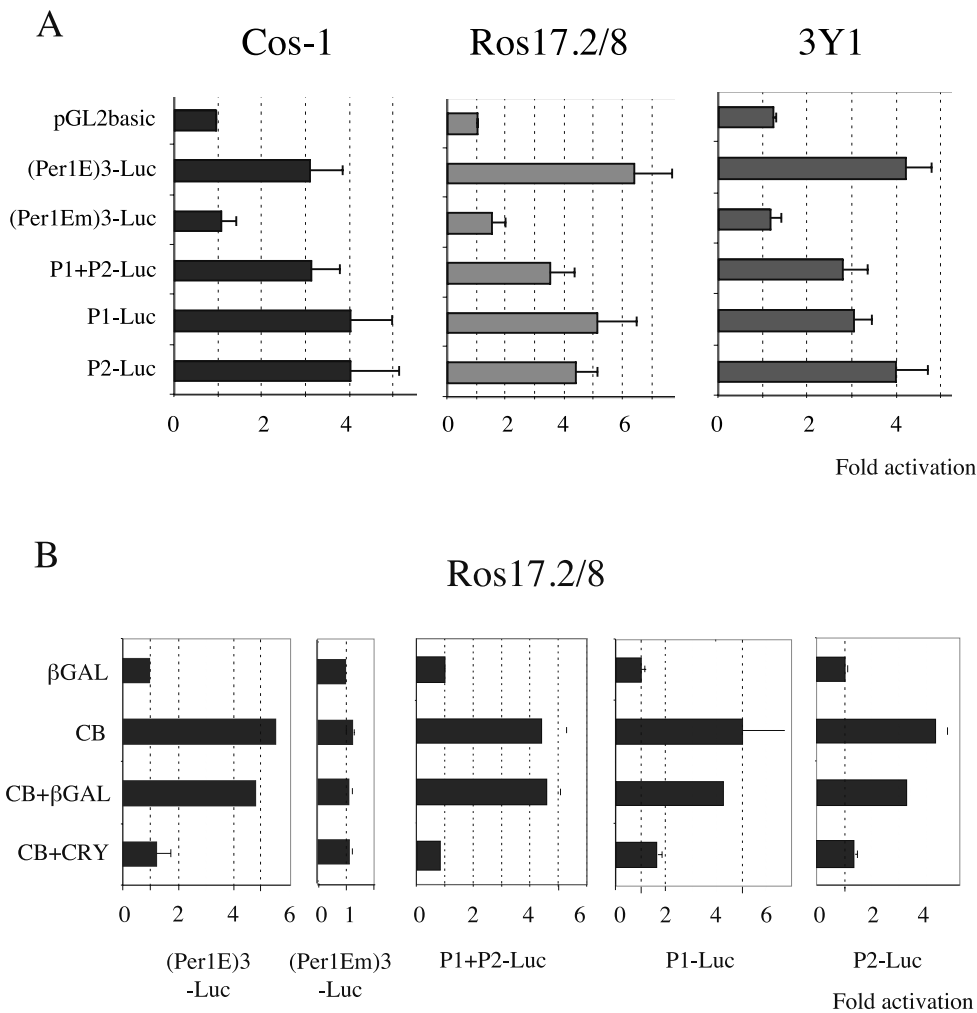 A
Cos-1
Ros17.2/8
3Y1
pGL2basic
(Per1E)3-Luc
(Per1Em)3-Luc
P1+P2-Luc
P1-Luc
P2-Luc
0 2 4
0 2 4 6
0 2 4
Fold activation
B
Ros17.2/8
βGAL
CB
CB+βGAL
CB+CRY
0 2 4 6
0 1
0 2 4 6
0 2 4 6
0 2 4
(Per1E)3
-Luc
(Per1Em)3
-Luc
P1+P2-Luc
P1-Luc
P2-Luc
Fold activation